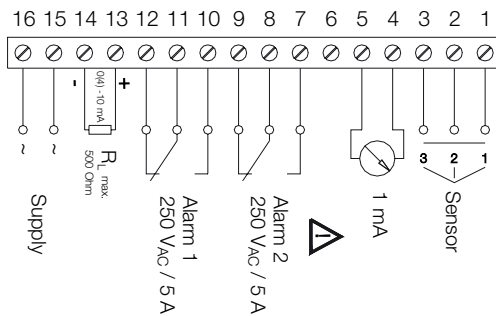 16 15 14 13 12 11 10 9 8 7 6 5 4 3 2 1
-
0(4) -10 mA
+
~
~
3 2 1
Supply
RL max.
500 Ohm
Alarm 1
250 VAC / 5 A
Alarm 2
250 VAC / 5 A
!
1 mA
Sensor